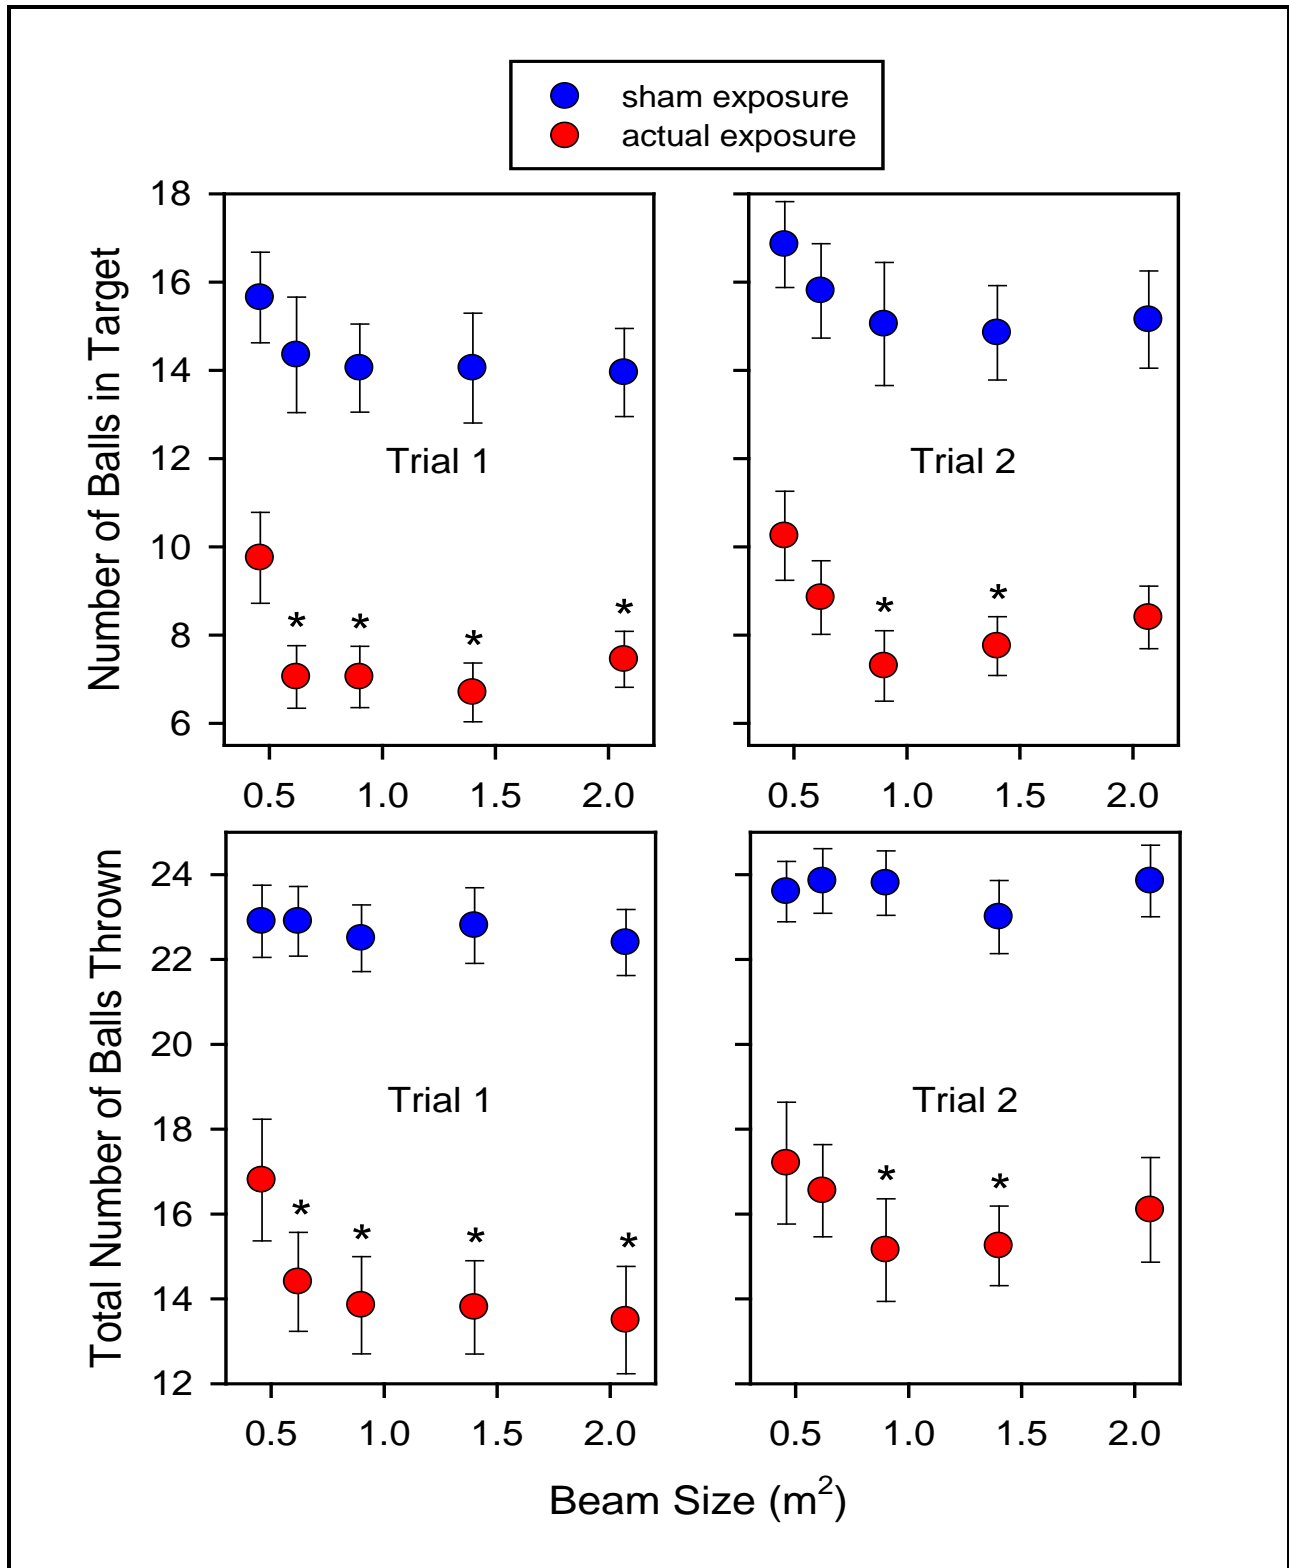 sham exposure
actual exposure
Number of Balls in Target
18
16
14
12
10
8
6
Trial 1
* * * *
0.5 1.0 1.5 2.0
Trial 2
* *
0.5 1.0 1.5 2.0
Total Number of Balls Thrown
24
22
20
18
16
14
12
Trial 1
* * * *
0.5 1.0 1.5 2.0
Trial 2
* *
0.5 1.0 1.5 2.0
Beam Size (m²)